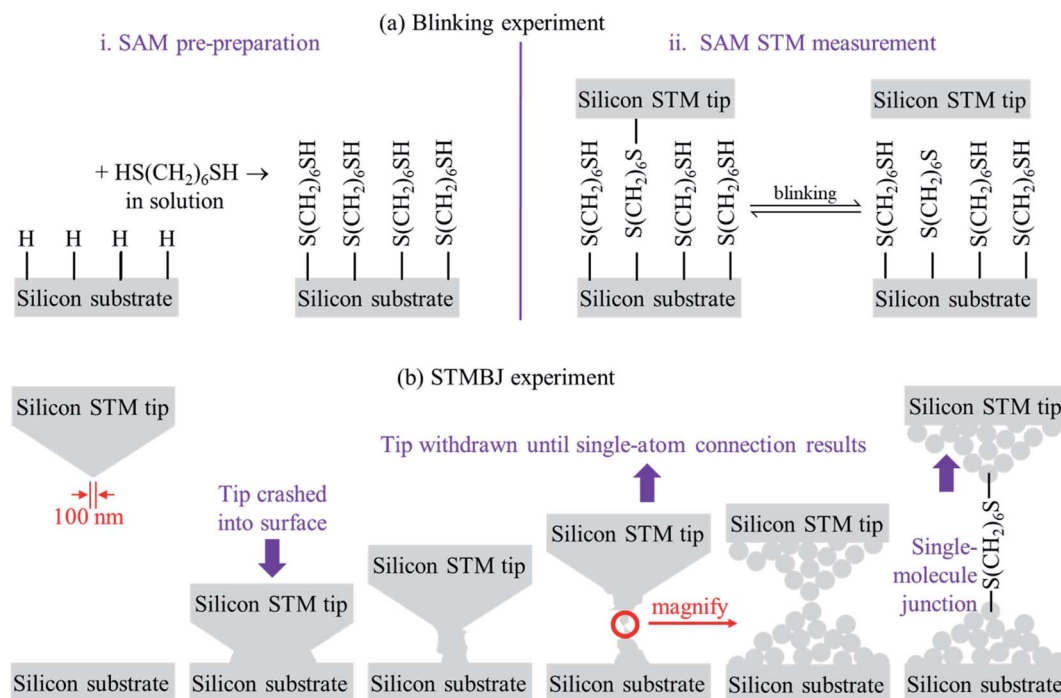 (a) Blinking experiment
i. SAM pre-preparation
+ HS(CH₂)₆SH →
in solution
H H H H
Silicon substrate
S(CH₂)₆SH S(CH₂)₆SH S(CH₂)₆SH S(CH₂)₆SH
Silicon substrate
ii. SAM STM measurement
Silicon STM tip
S(CH₂)₆SH S(CH₂)₆S S(CH₂)₆SH S(CH₂)₆SH
Silicon substrate
blinking
Silicon STM tip
S(CH₂)₆SH S(CH₂)₆S S(CH₂)₆SH S(CH₂)₆SH
Silicon substrate
(b) STMBJ experiment
Silicon STM tip
100 nm
Silicon substrate
Tip crashed
into surface
Silicon STM tip
Silicon substrate
Silicon STM tip
Silicon substrate
Tip withdrawn until single-atom connection results
Silicon STM tip
magnify
Silicon substrate
Silicon STM tip
Silicon substrate
Silicon STM tip
S(CH₂)₆S
Single-
molecule
junction
Silicon substrate